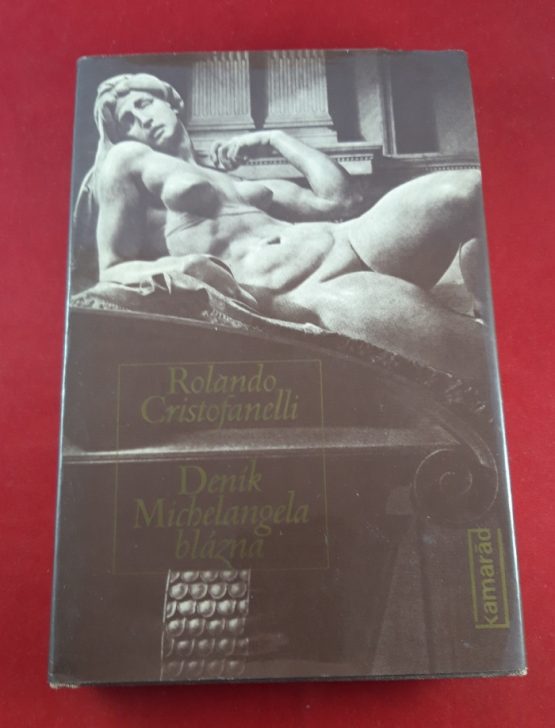 Rolando
Cristofanelli
Deník
Michelangela
blázna
kamarád